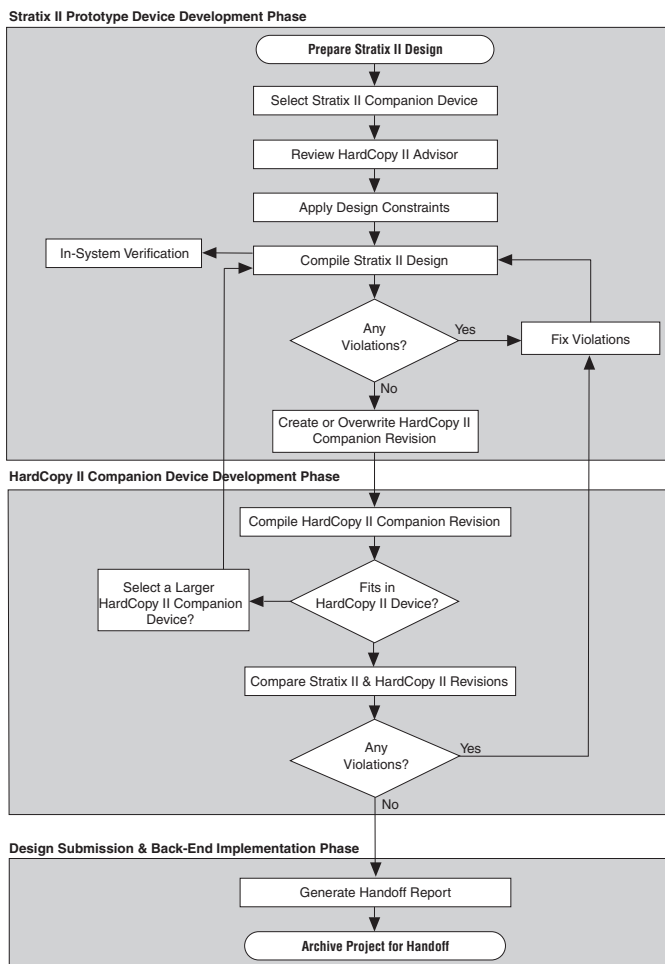 Stratix II Prototype Device Development Phase
Prepare Stratix II Design
Select Stratix II Companion Device
Review HardCopy II Advisor
Apply Design Constraints
In-System Verification
Compile Stratix II Design
Any
Violations?
Yes
Fix Violations
No
Create or Overwrite HardCopy II
Companion Revision
HardCopy II Companion Device Development Phase
Compile HardCopy II Companion Revision
Select a Larger
HardCopy II Companion
Device?
Fits in
HardCopy II Device?
Compare Stratix II & HardCopy II Revisions
Any
Violations?
Yes
No
Design Submission & Back-End Implementation Phase
Generate Handoff Report
Archive Project for Handoff